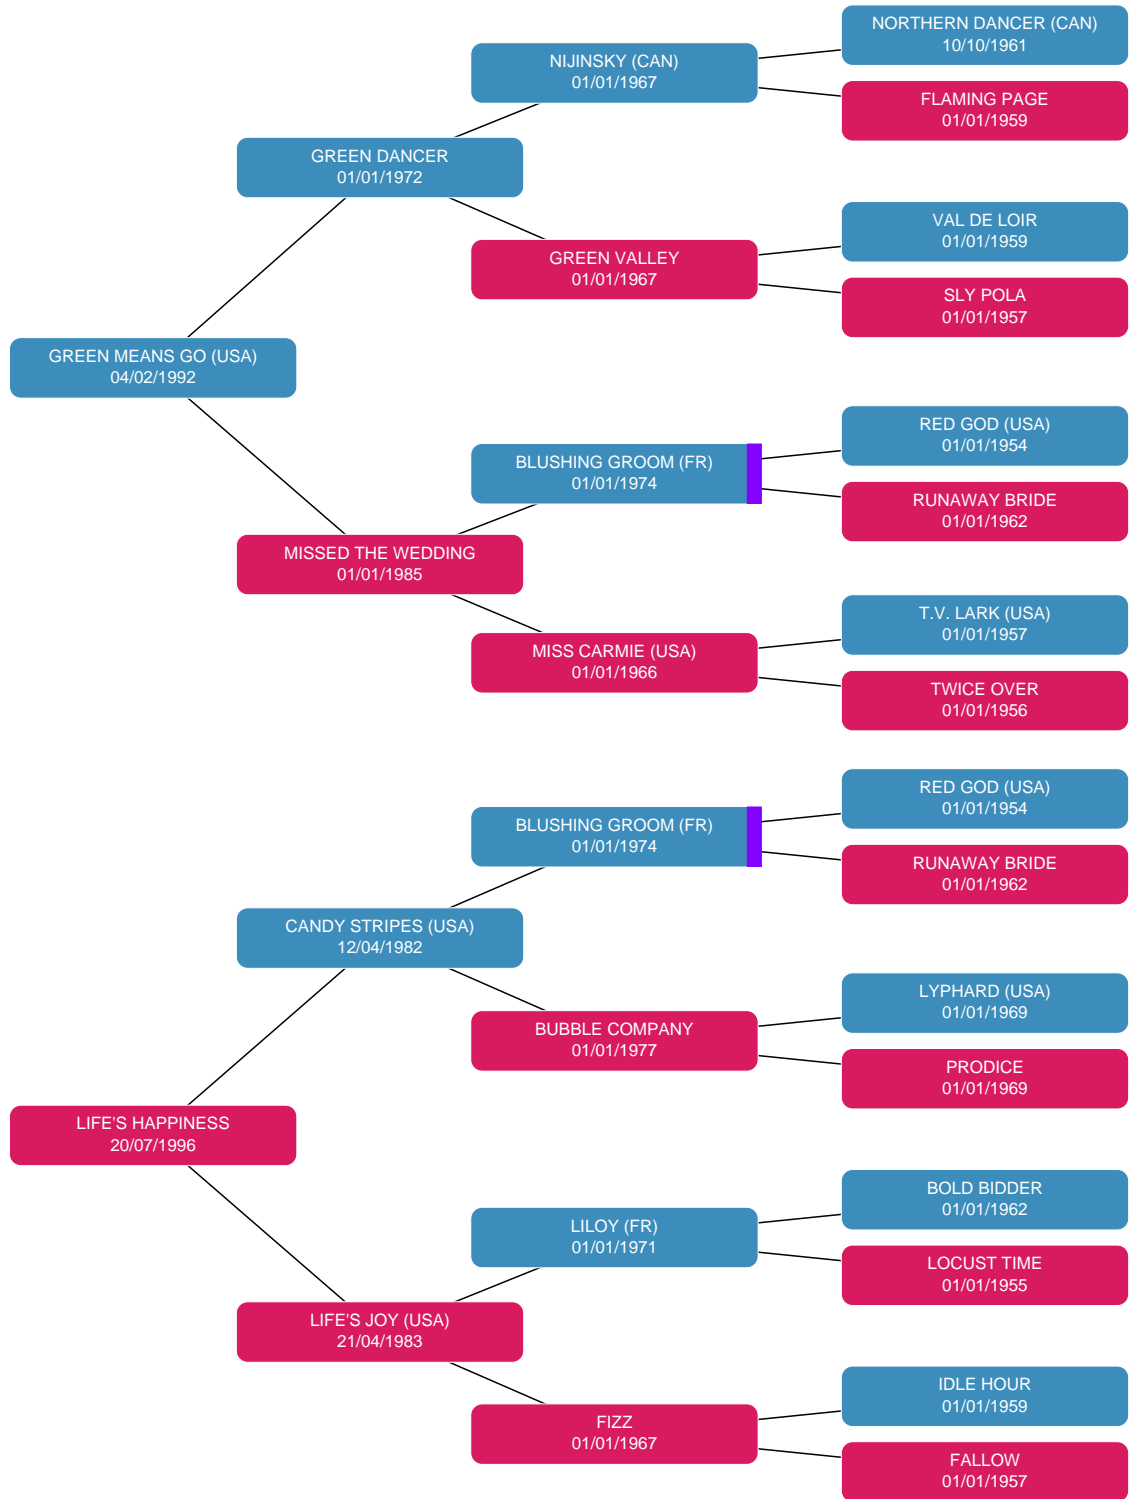 NORTHERN DANCER (CAN)
10/10/1961
NIJINSKY (CAN)
01/01/1967
FLAMING PAGE
01/01/1959
GREEN DANCER
01/01/1972
VAL DE LOIR
01/01/1959
GREEN VALLEY
01/01/1967
SLY POLA
01/01/1957
GREEN MEANS GO (USA)
04/02/1992
RED GOD (USA)
01/01/1954
BLUSHING GROOM (FR)
01/01/1974
RUNAWAY BRIDE
01/01/1962
MISSED THE WEDDING
01/01/1985
T.V. LARK (USA)
01/01/1957
MISS CARMIE (USA)
01/01/1966
TWICE OVER
01/01/1956
RED GOD (USA)
01/01/1954
BLUSHING GROOM (FR)
01/01/1974
RUNAWAY BRIDE
01/01/1962
CANDY STRIPES (USA)
12/04/1982
LYPHARD (USA)
01/01/1969
BUBBLE COMPANY
01/01/1977
PRODICE
01/01/1969
LIFE'S HAPPINESS
20/07/1996
BOLD BIDDER
01/01/1962
LILOY (FR)
01/01/1971
LOCUST TIME
01/01/1955
LIFE'S JOY (USA)
21/04/1983
IDLE HOUR
01/01/1959
FIZZ
01/01/1967
FALLOW
01/01/1957